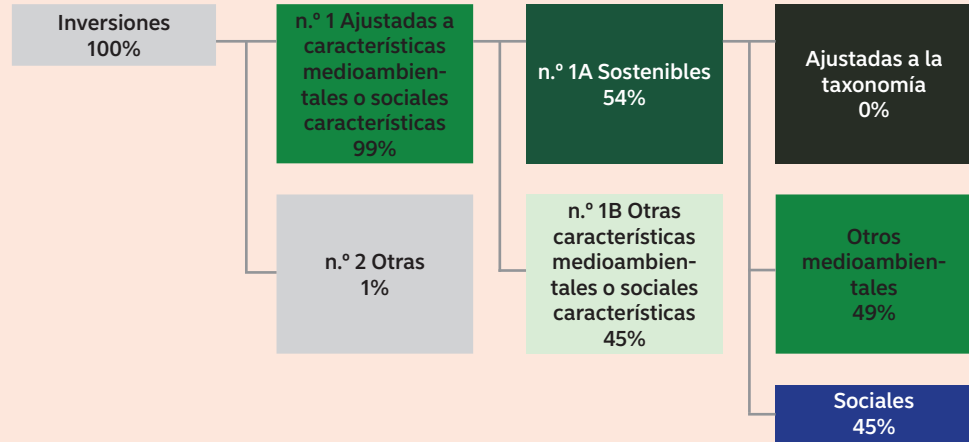 Inversiones
100%
n.º 1 Ajustadas a
características
medioambien-
tales o sociales
características
99%
n.º 2 Otras
1%
n.º 1A Sostenibles
54%
n.º 1B Otras
características
medioambien-
tales o sociales
características
45%
Ajustadas a la
taxonomía
0%
Otros
medioambien-
tales
49%
Sociales
45%